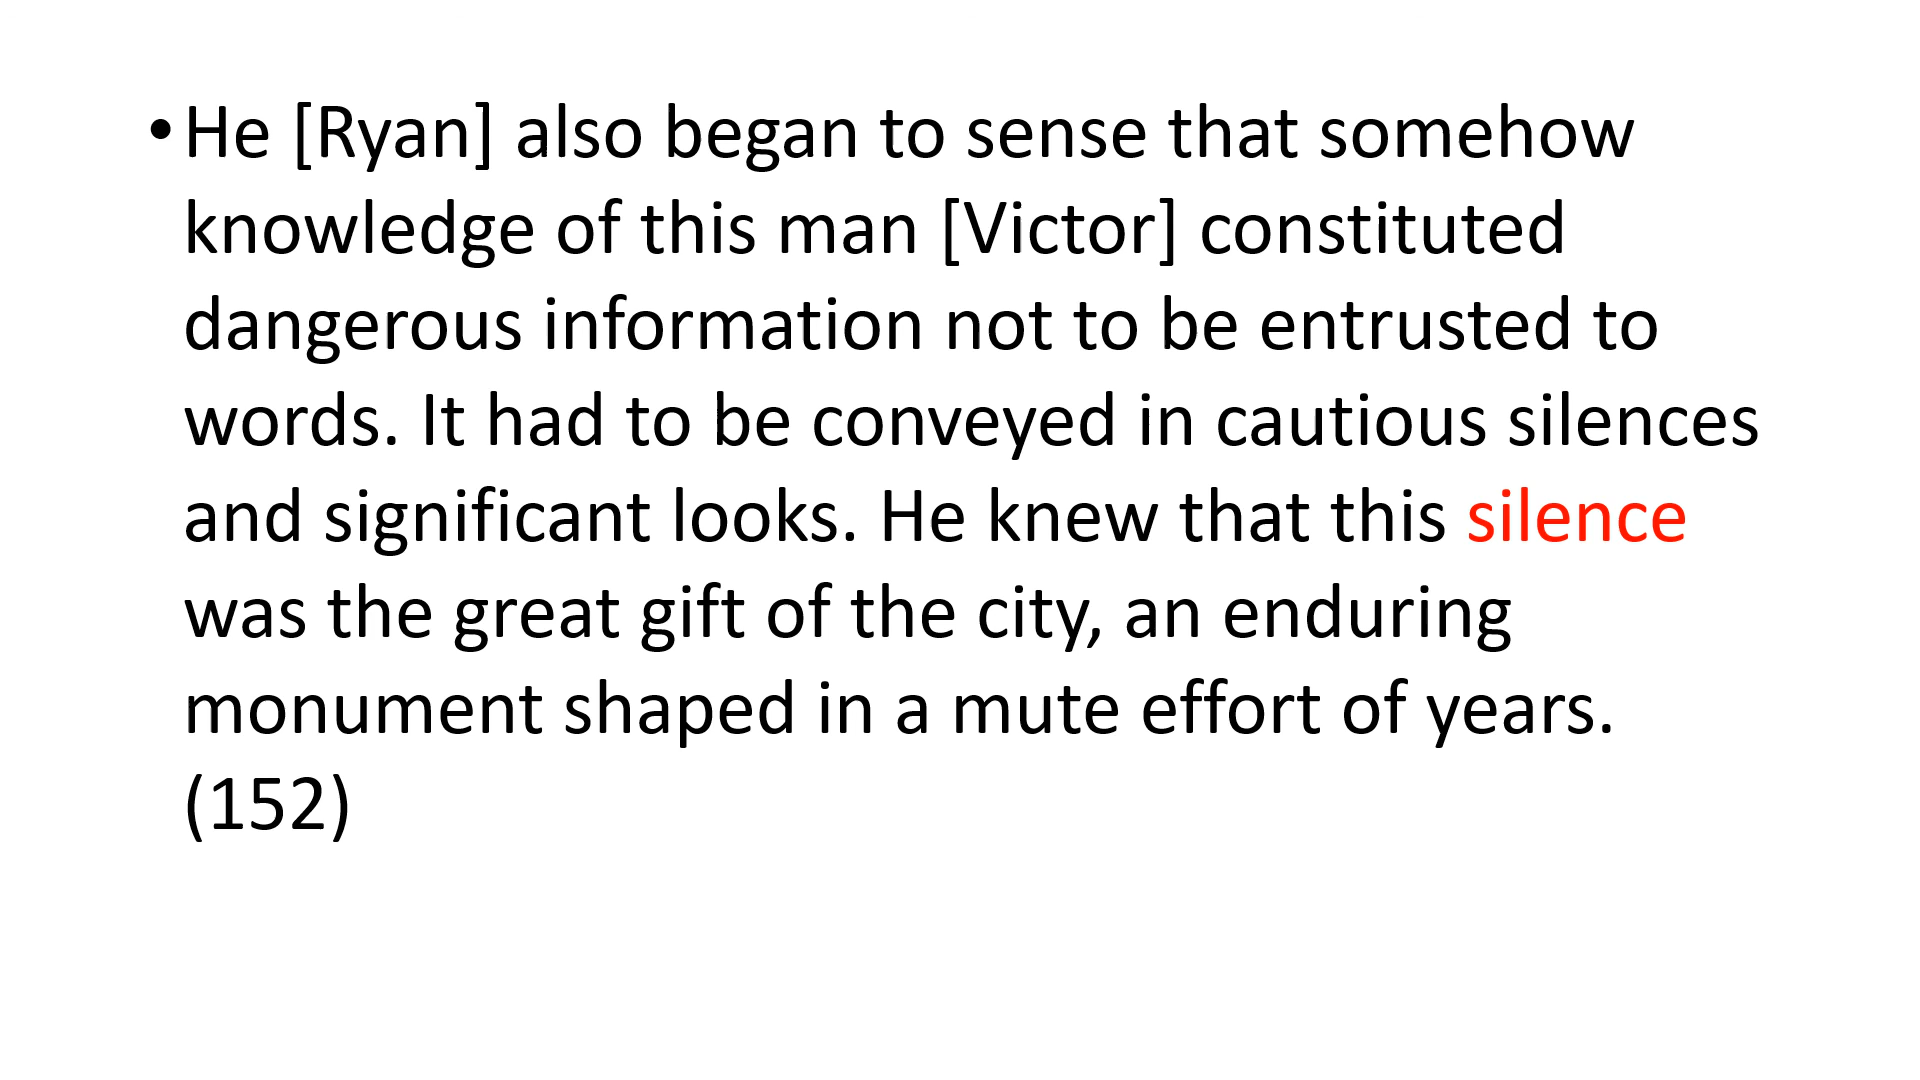 •He [Ryan] also began to sense that somehow
knowledge of this man [Victor] constituted
dangerous information not to be entrusted to
words. It had to be conveyed in cautious silences
and significant looks. He knew that this silence
was the great gift of the city, an enduring
monument shaped in a mute effort of years.
(152)